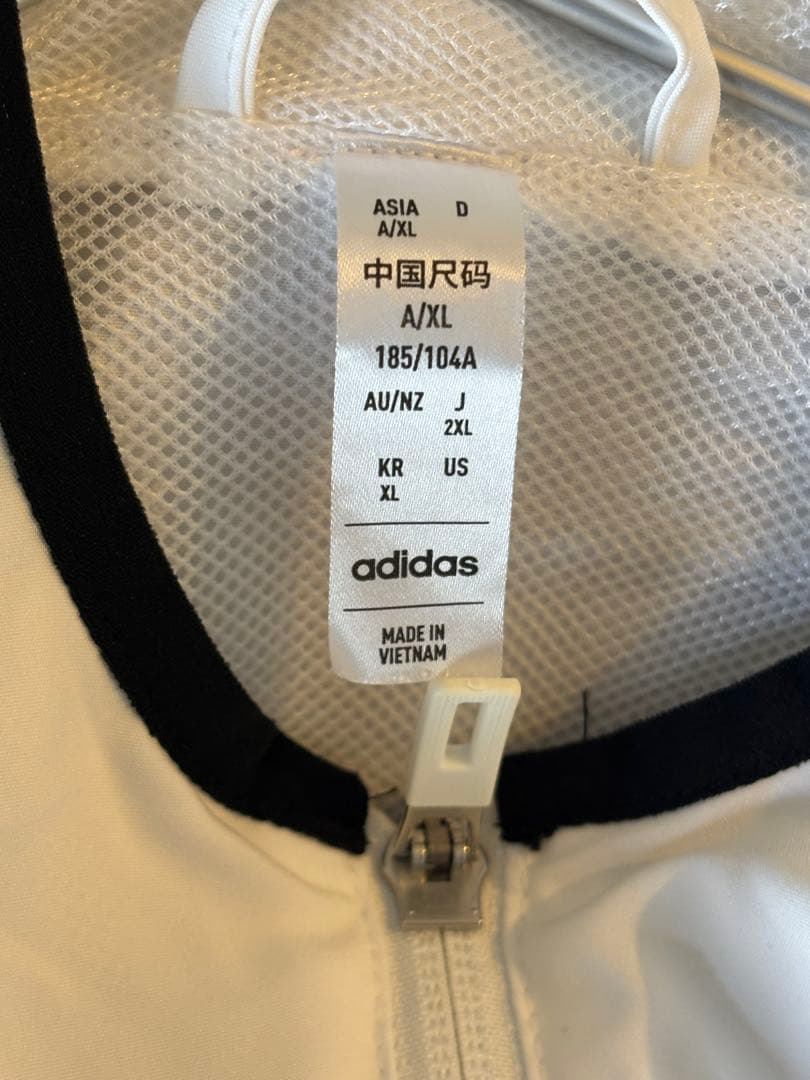 ASIA D
A/XL
中国尺码
A/XL
185/104A
AU/NZ J
2XL
KR US
XL
adidas
MADE IN
VIETNAM